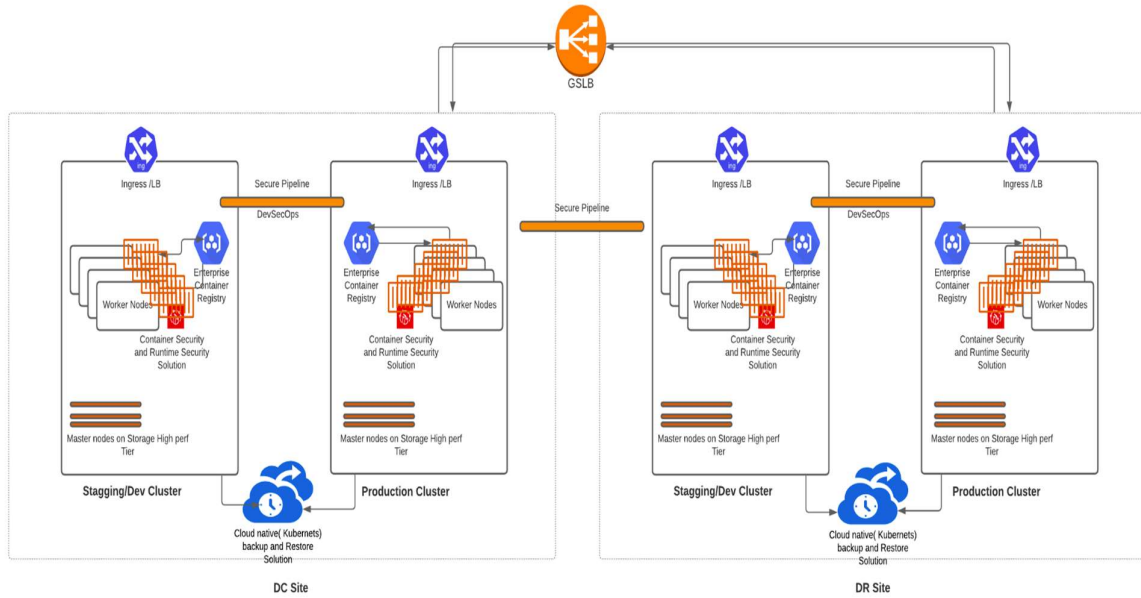 GSLB
ing
Ingress /LB
Secure Pipeline
DevSecOps
Enterprise
Container
Registry
Worker Nodes
Container Security
and Runtime Security
Solution
Master nodes on Storage High perf
Tier
Stagging/Dev Cluster
ing
Ingress /LB
Enterprise
Container
Registry
Worker Nodes
Container Security
and Runtime Security
Solution
Master nodes on Storage High perf
Tier
Production Cluster
Cloud native( Kubernets)
backup and Restore
Solution
DC Site
Secure Pipeline
ing
Ingress /LB
Secure Pipeline
DevSecOps
Enterprise
Container
Registry
Worker Nodes
Container Security
and Runtime Security
Solution
Master nodes on Storage High perf
Tier
Stagging/Dev Cluster
ing
Ingress /LB
Enterprise
Container
Registry
Worker Nodes
Container Security
and Runtime Security
Solution
Master nodes on Storage High perf
Tier
Production Cluster
Cloud native( Kubernets)
backup and Restore
Solution
DR Site